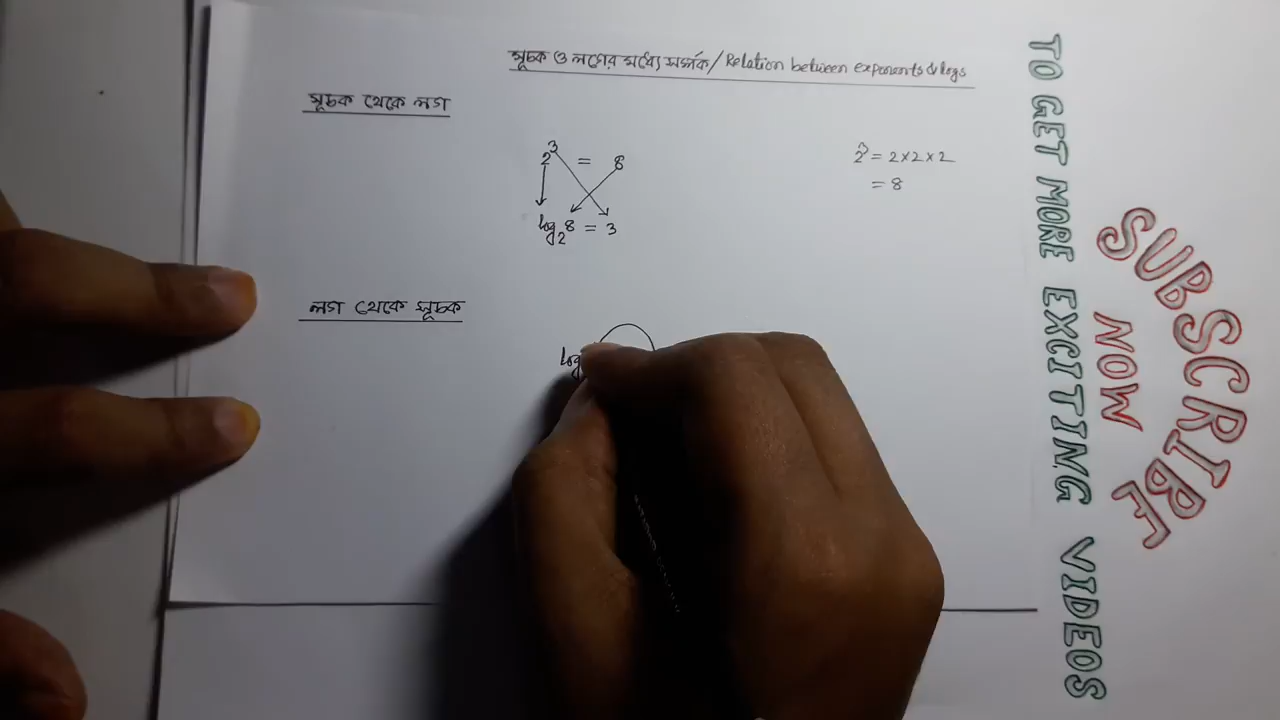 সূচক ও লগের মধ্যে সম্পর্ক/Relation between exponents & logs
সূচক থেকে লগ
2³ = 8
2³ = 2×2×2
= 8
log₂8 = 3
লগ থেকে সূচক
log
TO GET MORE EXCITING VIDEOS
SUBSCRIBE
NOW